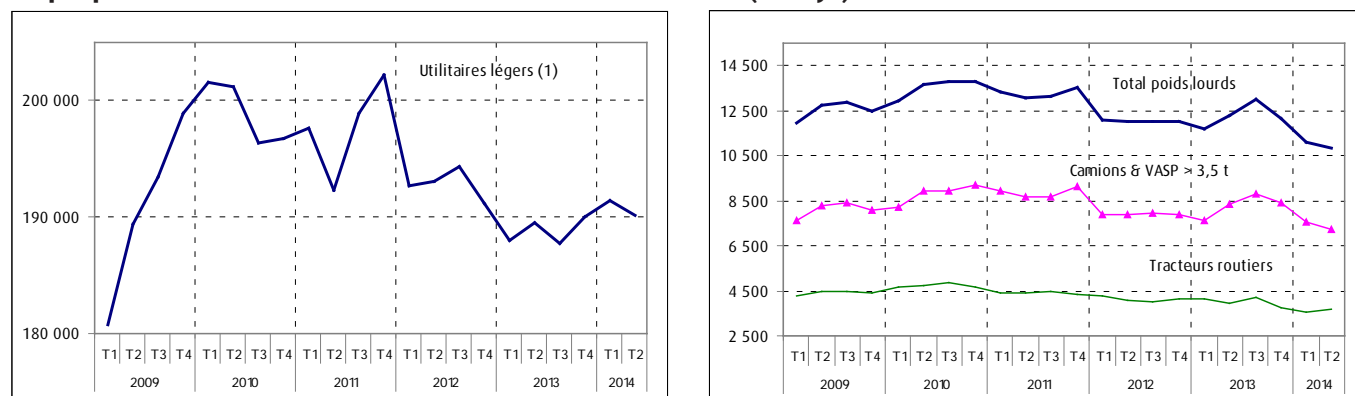 Utilitaires légers (1)
200 000
190 000
180 000
T1 T2 T3 T4 T1 T2 T3 T4 T1 T2 T3 T4 T1 T2 T3 T4 T1 T2 T3 T4 T1 T2
2009 2010 2011 2012 2013 2014
14 500
Total poids lourds
12 500
10 500
Camions & VASP > 3,5 t
8 500
6 500
Tracteurs routiers
4 500
2 500
T1 T2 T3 T4 T1 T2 T3 T4 T1 T2 T3 T4 T1 T2 T3 T4 T1 T2 T3 T4 T1 T2
2009 2010 2011 2012 2013 2014